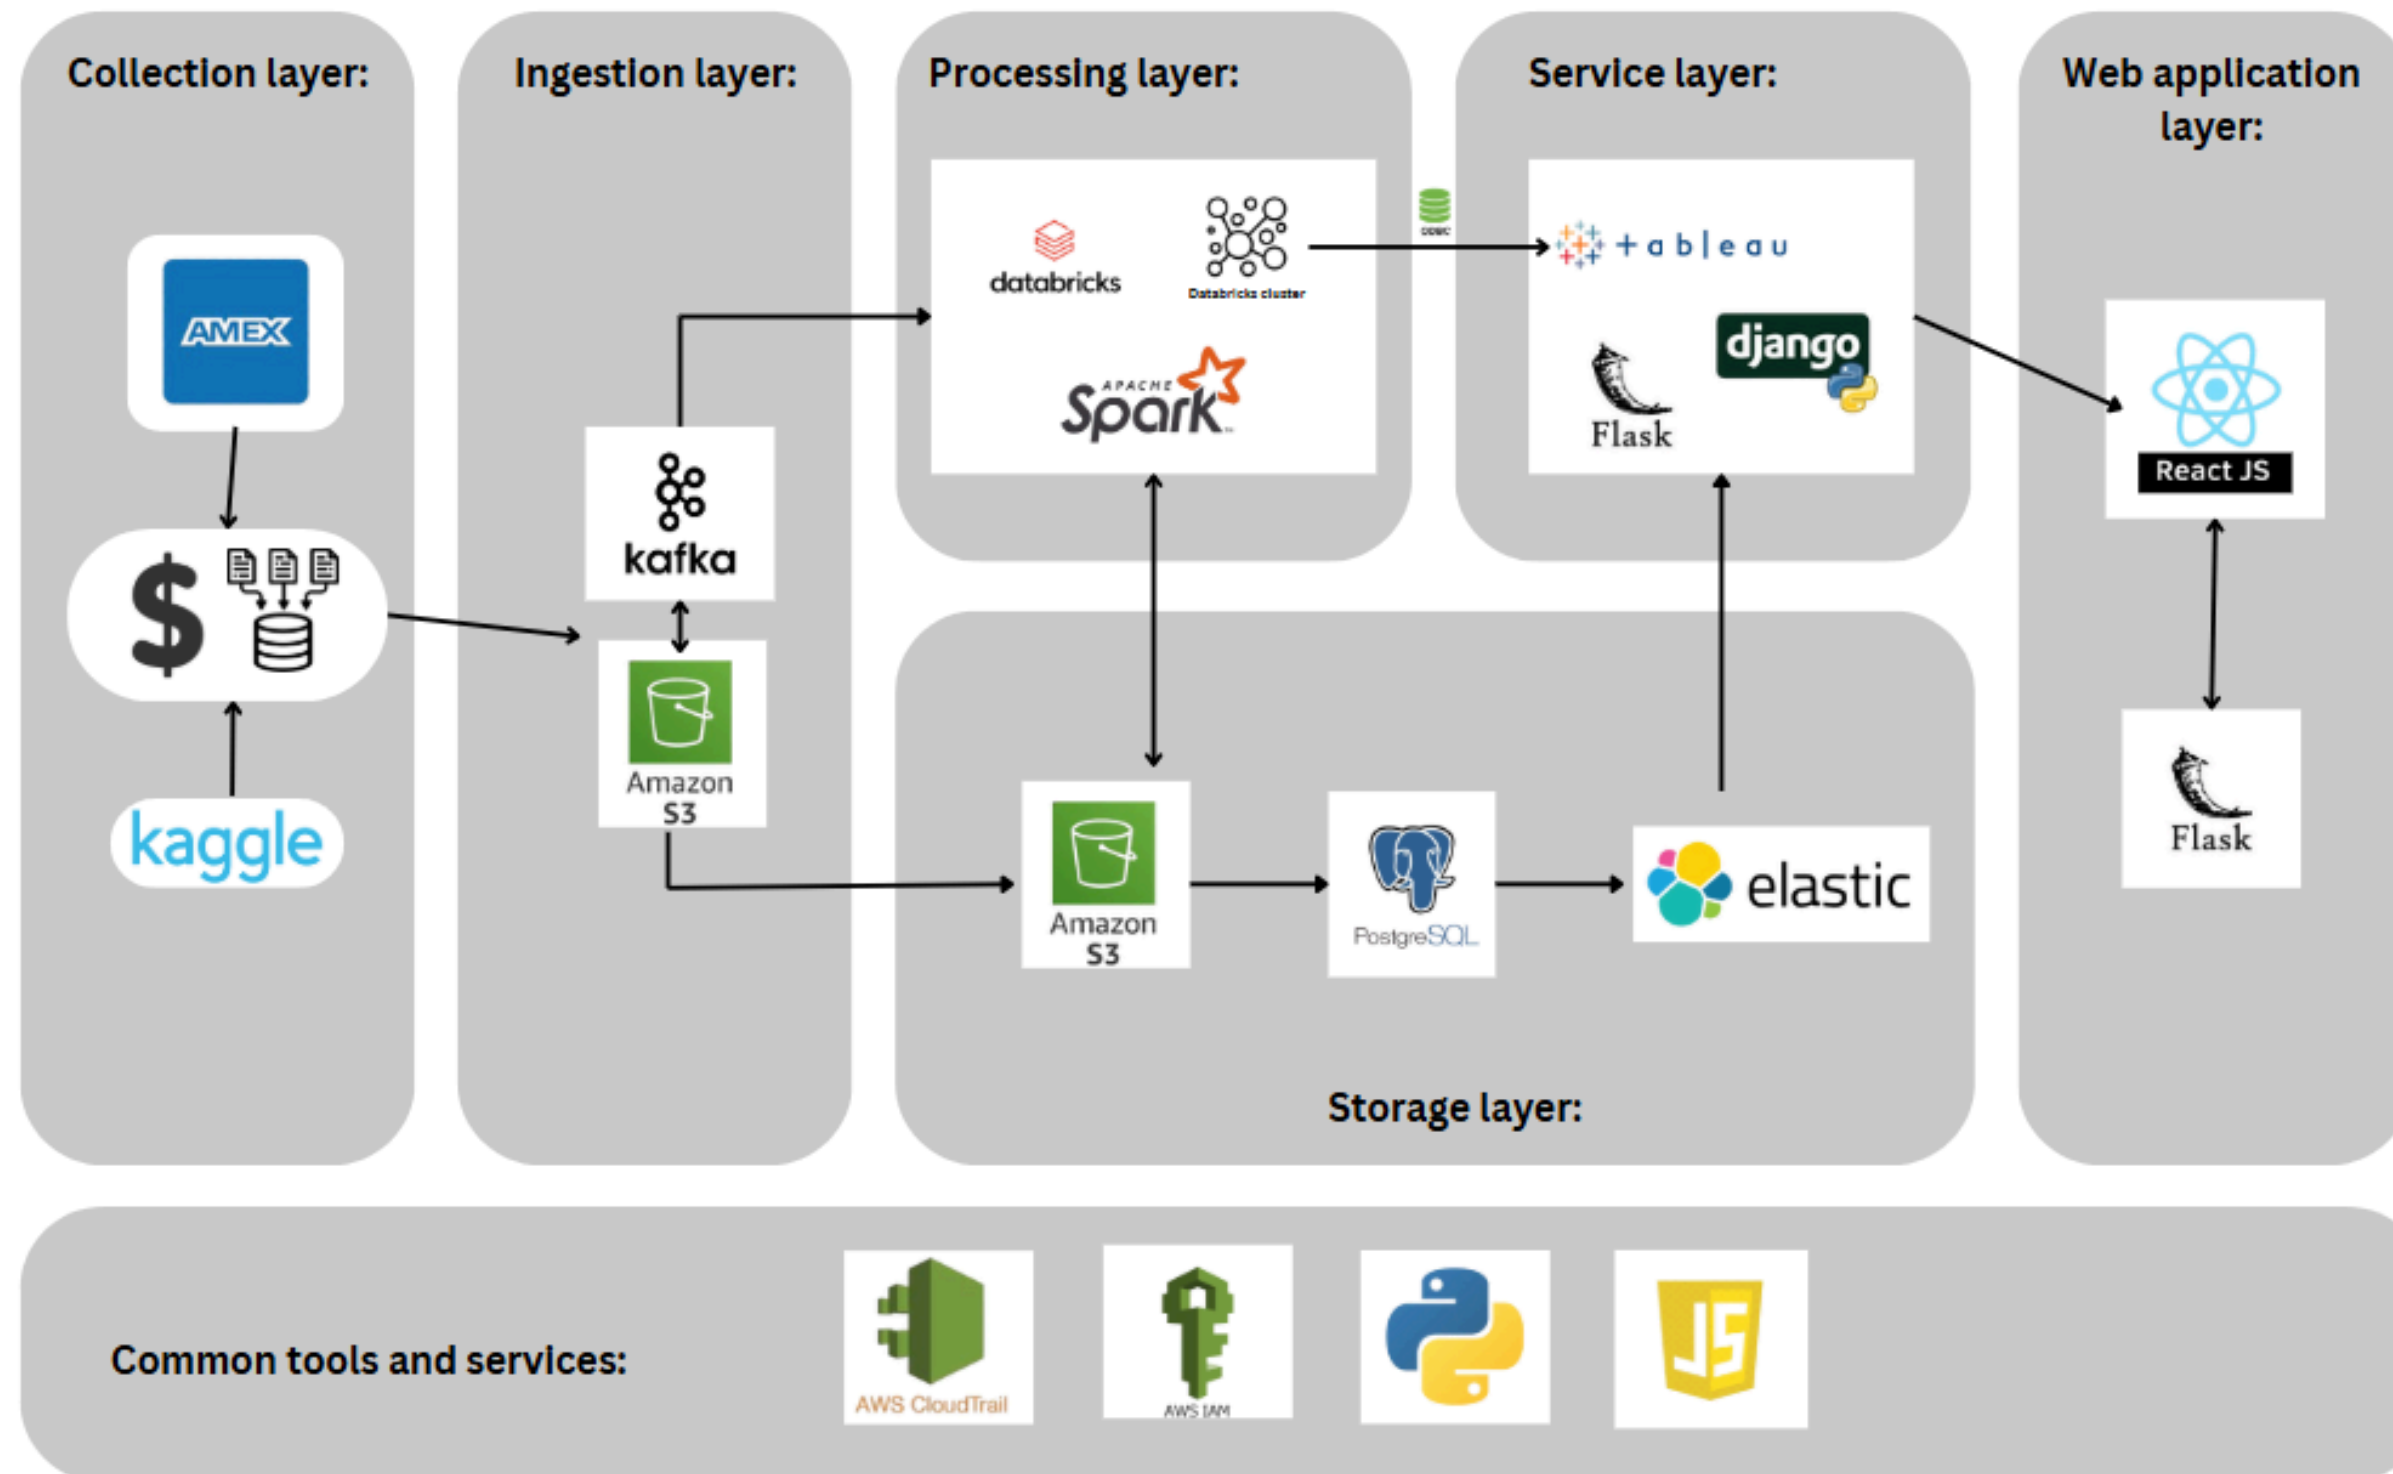 Collection layer:
AMEX
$
kaggle
Ingestion layer:
kafka
Amazon
S3
Processing layer:
databricks
Databricks cluster
APACHE
Spark
ODBC
Service layer:
+ableau
django
Flask
Web application
layer:
React JS
Flask
Amazon
S3
PostgreSQL
elastic
Storage layer:
Common tools and services:
AWS CloudTrail
AWS IAM
JS